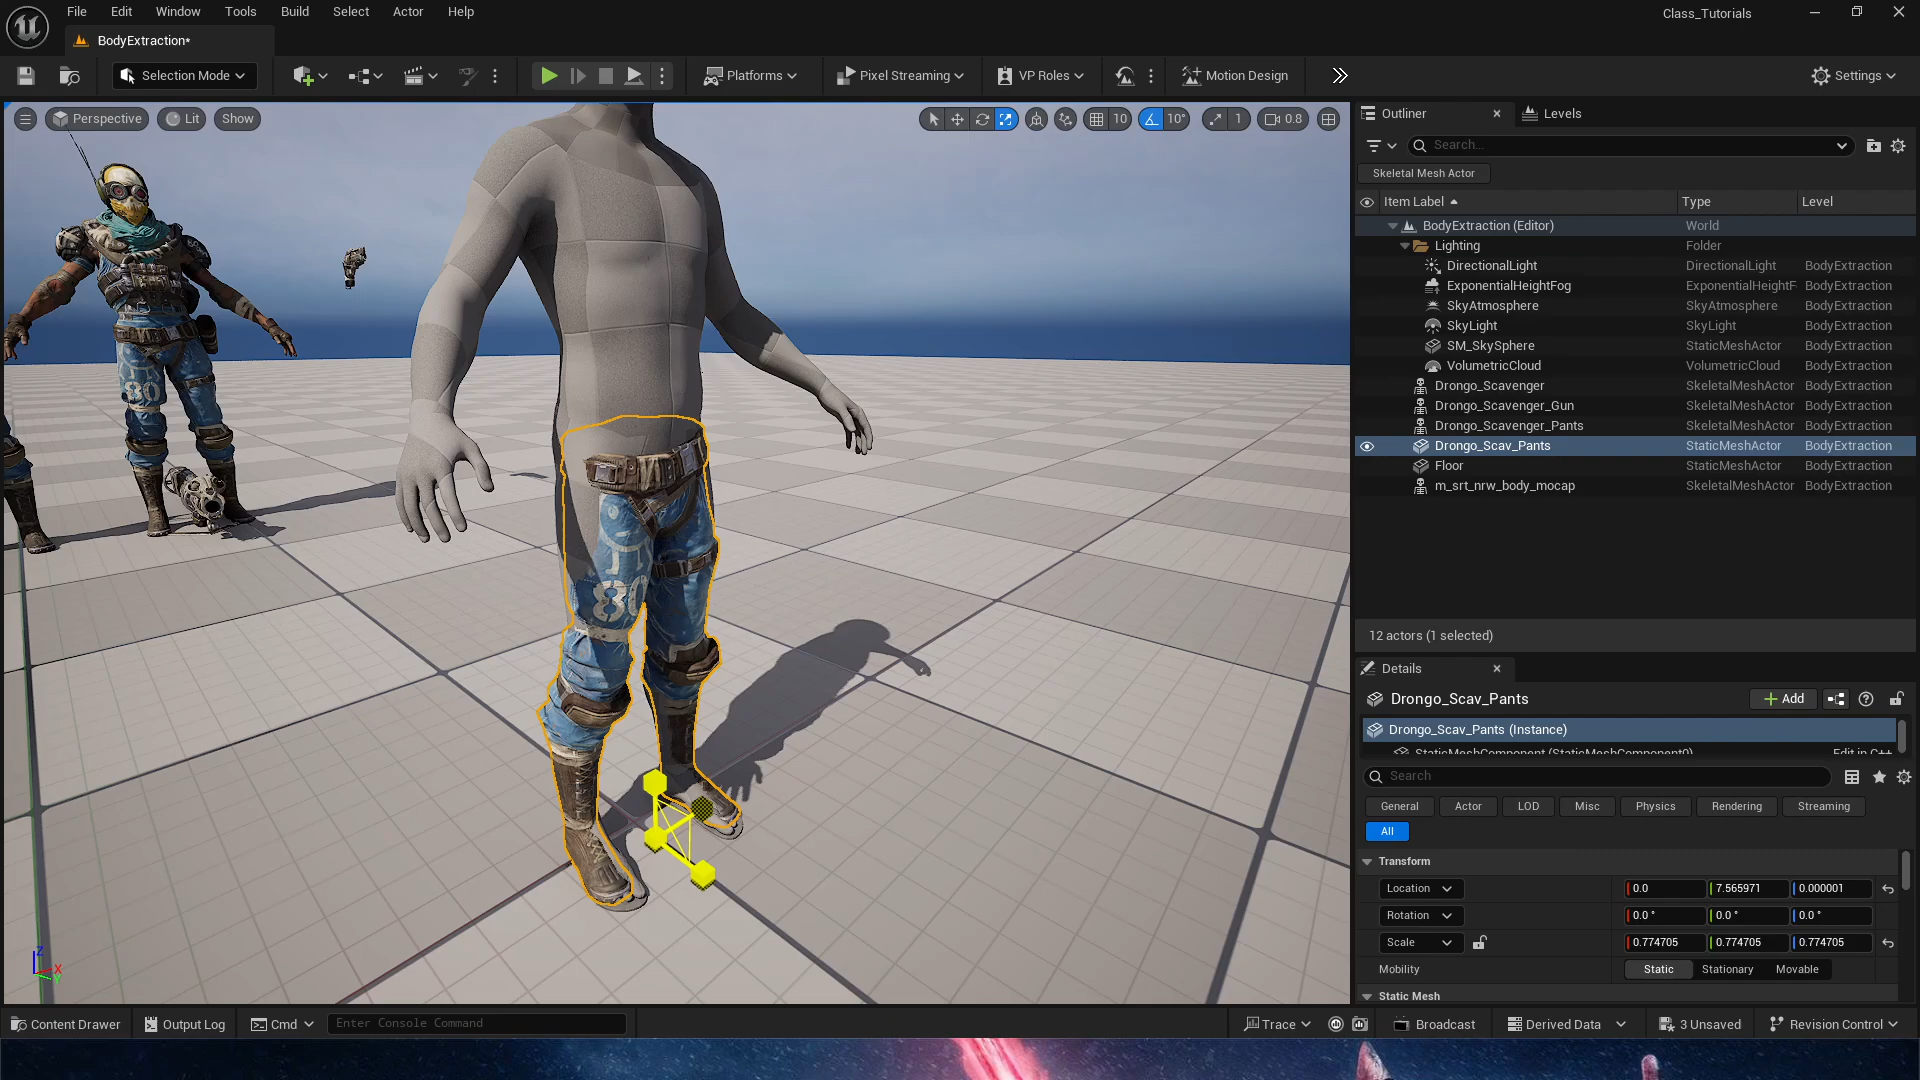 File Edit Window Tools Build Select Actor Help
Class_Tutorials
BodyExtraction*
Selection Mode
Platforms
Pixel Streaming
VP Roles
Motion Design
Settings
Perspective
Lit
Show
10
10°
1
0.8
Outliner
Levels
Search...
Skeletal Mesh Actor
Item Label Type Level
BodyExtraction (Editor) World
Lighting Folder
DirectionalLight DirectionalLight BodyExtraction
ExponentialHeightFog ExponentialHeightF BodyExtraction
SkyAtmosphere SkyAtmosphere BodyExtraction
SkyLight SkyLight BodyExtraction
SM_SkySphere StaticMeshActor BodyExtraction
VolumetricCloud VolumetricCloud BodyExtraction
Drongo_Scavenger SkeletalMeshActor BodyExtraction
Drongo_Scavenger_Gun SkeletalMeshActor BodyExtraction
Drongo_Scavenger_Pants SkeletalMeshActor BodyExtraction
Drongo_Scav_Pants StaticMeshActor BodyExtraction
Floor StaticMeshActor BodyExtraction
m_srt_nrw_body_mocap SkeletalMeshActor BodyExtraction
12 actors (1 selected)
Details
Drongo_Scav_Pants
Add
Drongo_Scav_Pants (Instance)
StaticMeshComponent (StaticMeshComponent0) Edit in C++
Search
General Actor LOD Misc Physics Rendering Streaming
All
Transform
Location 0.0 7.565971 0.000001
Rotation 0.0 ° 0.0 ° 0.0 °
Scale 0.774705 0.774705 0.774705
Mobility Static Stationary Movable
Static Mesh
80
80
Z
X
Y
Content Drawer
Output Log
Cmd
Enter Console Command
Trace
Broadcast
Derived Data
3 Unsaved
Revision Control